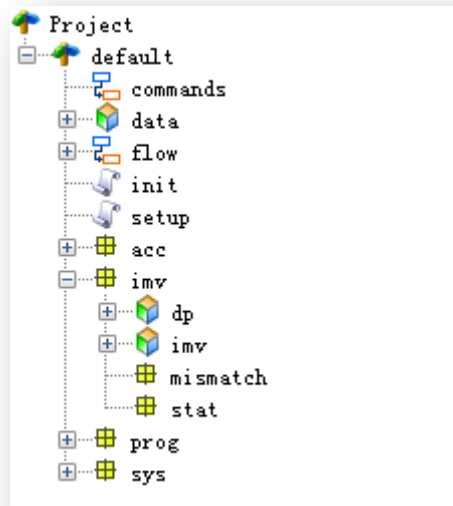 Project
default
commands
data
flow
init
setup
acc
imv
dp
imv
mismatch
stat
prog
sys